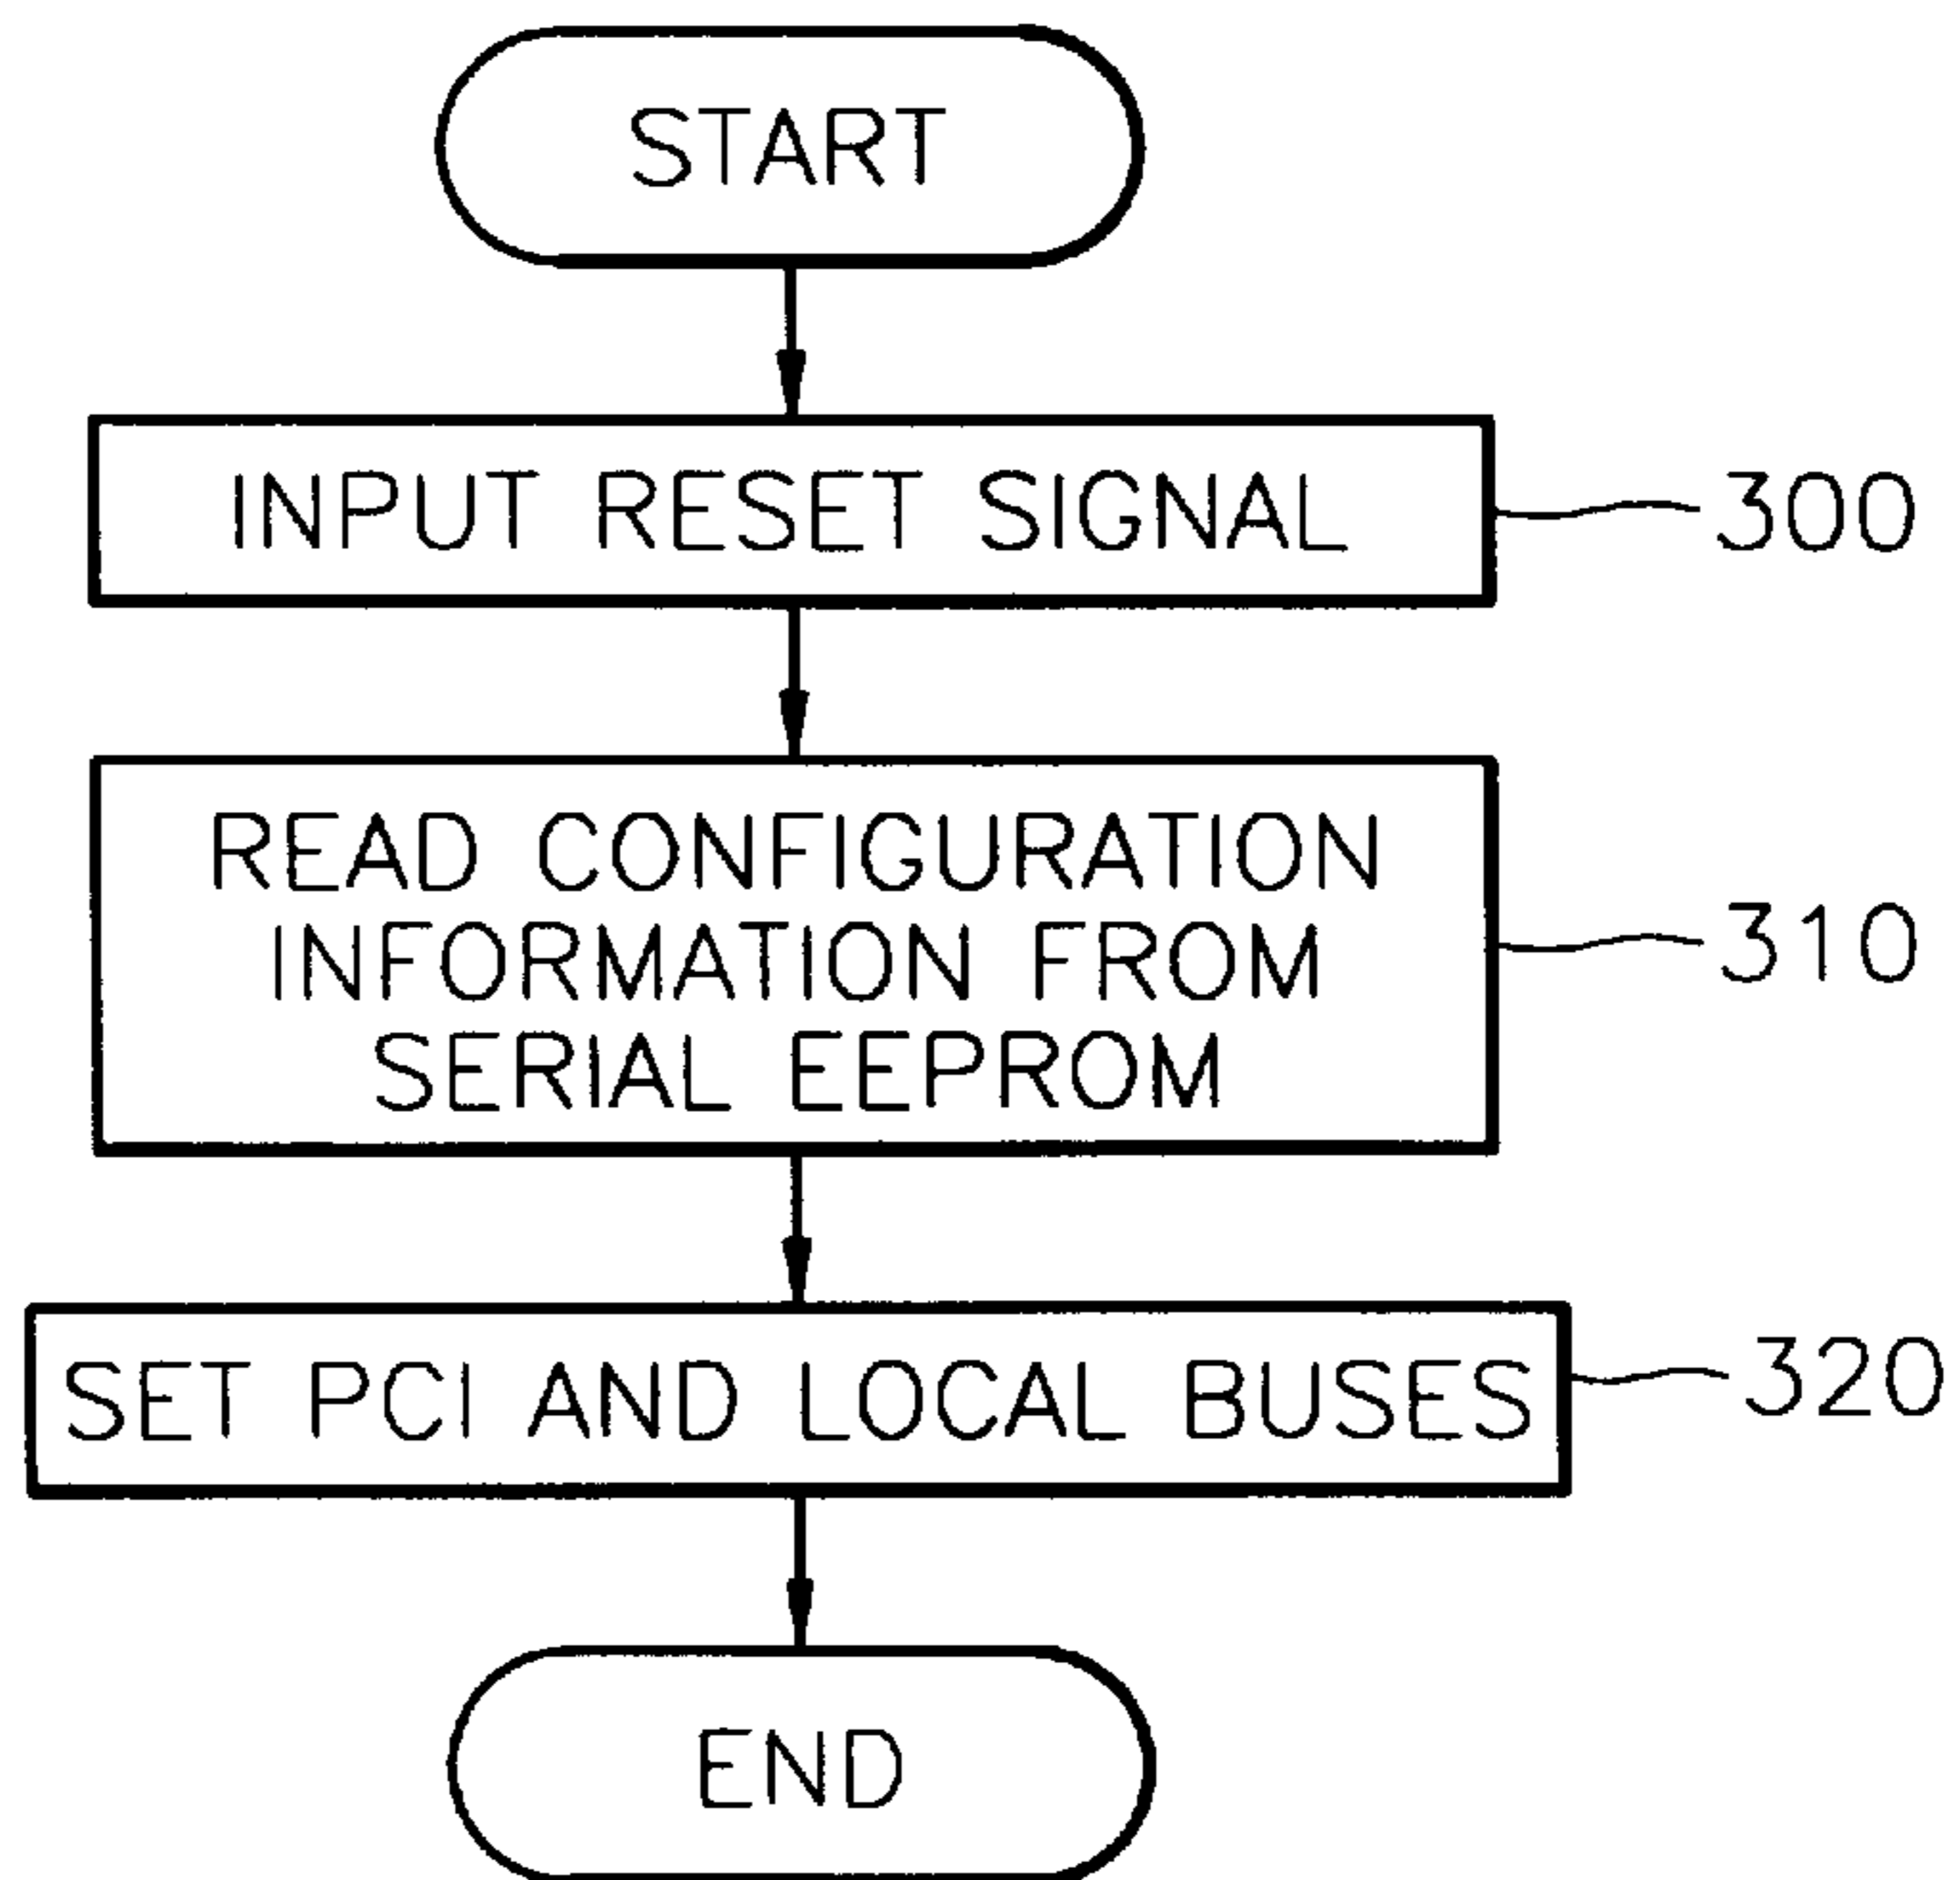 START
INPUT RESET SIGNAL
300
READ CONFIGURATION
INFORMATION FROM
SERIAL EEPROM
310
SET PCI AND LOCAL BUSES
320
END